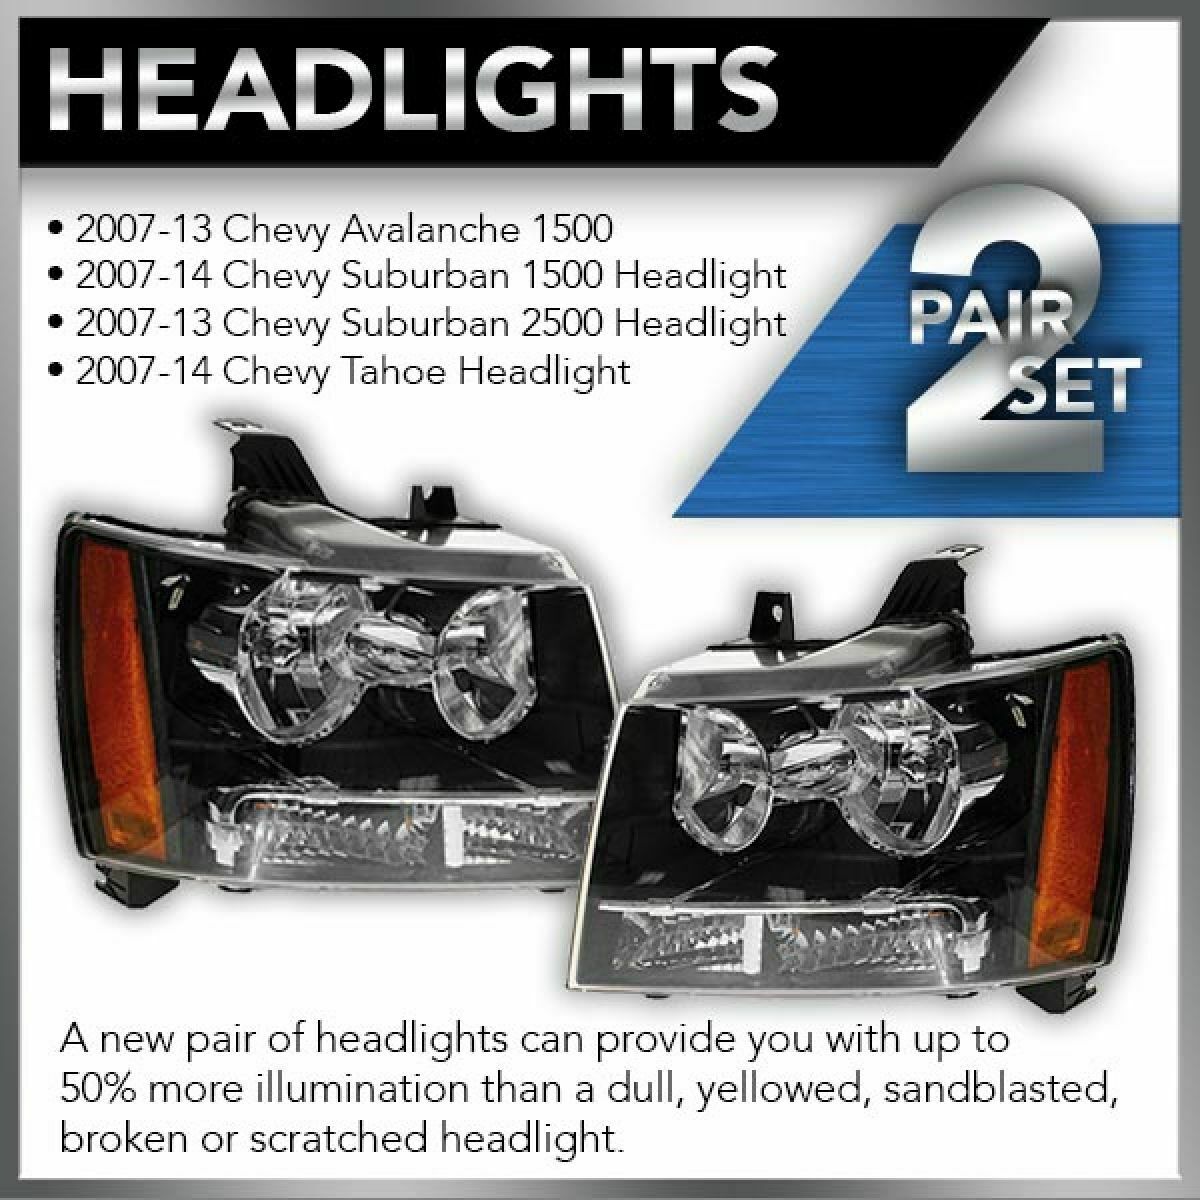 HEADLIGHTS
• 2007-13 Chevy Avalanche 1500
• 2007-14 Chevy Suburban 1500 Headlight
• 2007-13 Chevy Suburban 2500 Headlight
• 2007-14 Chevy Tahoe Headlight
2
PAIR
SET
A new pair of headlights can provide you with up to
50% more illumination than a dull, yellowed, sandblasted,
broken or scratched headlight.